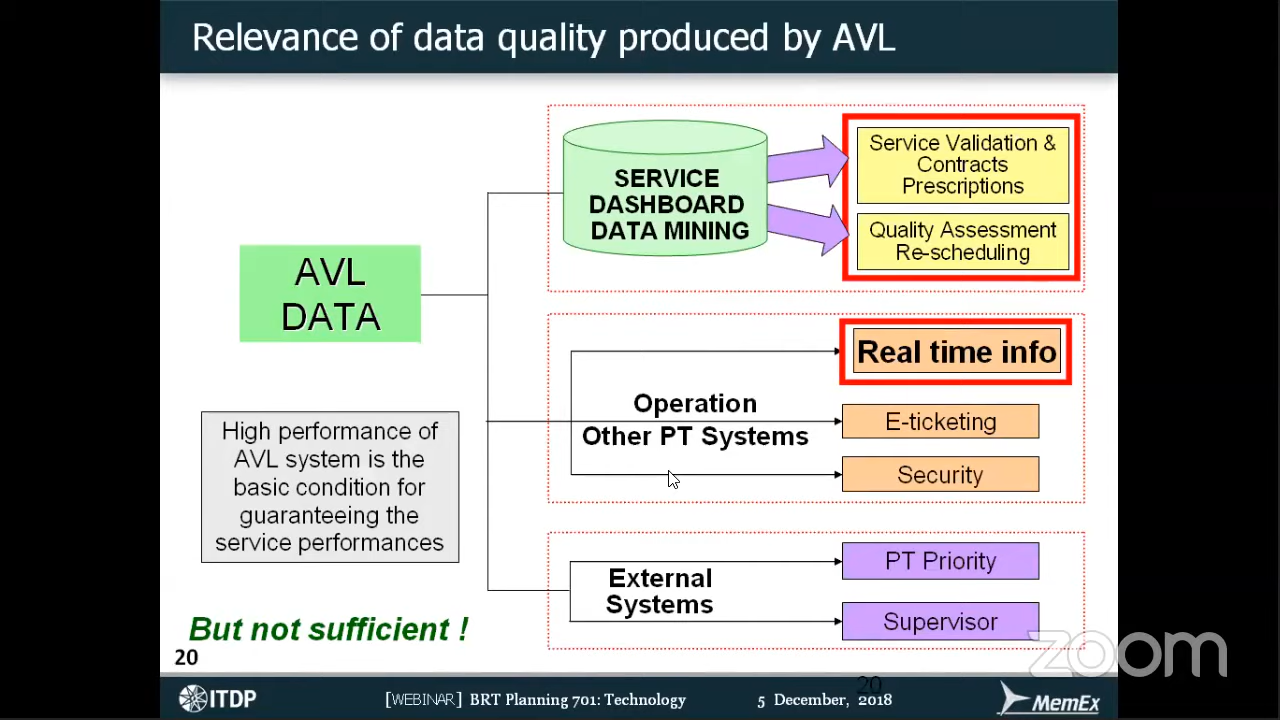 Relevance of data quality produced by AVL
SERVICE
DASHBOARD
DATA MINING
Service Validation &
Contracts
Prescriptions
Quality Assessment
Re-scheduling
AVL
DATA
Real time info
Operation
Other PT Systems
E-ticketing
Security
High performance of
AVL system is the
basic condition for
guaranteeing the
service performances
External
Systems
PT Priority
Supervisor
But not sufficient !
20
zoom
20
ITDP
[WEBINAR] BRT Planning 701: Technology
5 December, 2018
MemEx